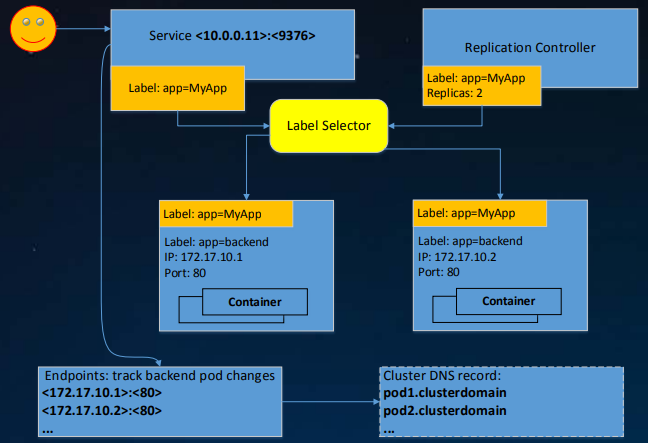 Service <10.0.0.11>:<9376>
Label: app=MyApp
Replication Controller
Label: app=MyApp
Replicas: 2
Label Selector
Label: app=MyApp
Label: app=backend
IP: 172.17.10.1
Port: 80
Container
Label: app=MyApp
Label: app=backend
IP: 172.17.10.2
Port: 80
Container
Endpoints: track backend pod changes
<172.17.10.1>:<80>
<172.17.10.2>:<80>
...
Cluster DNS record:
pod1.clusterdomain
pod2.clusterdomain
...